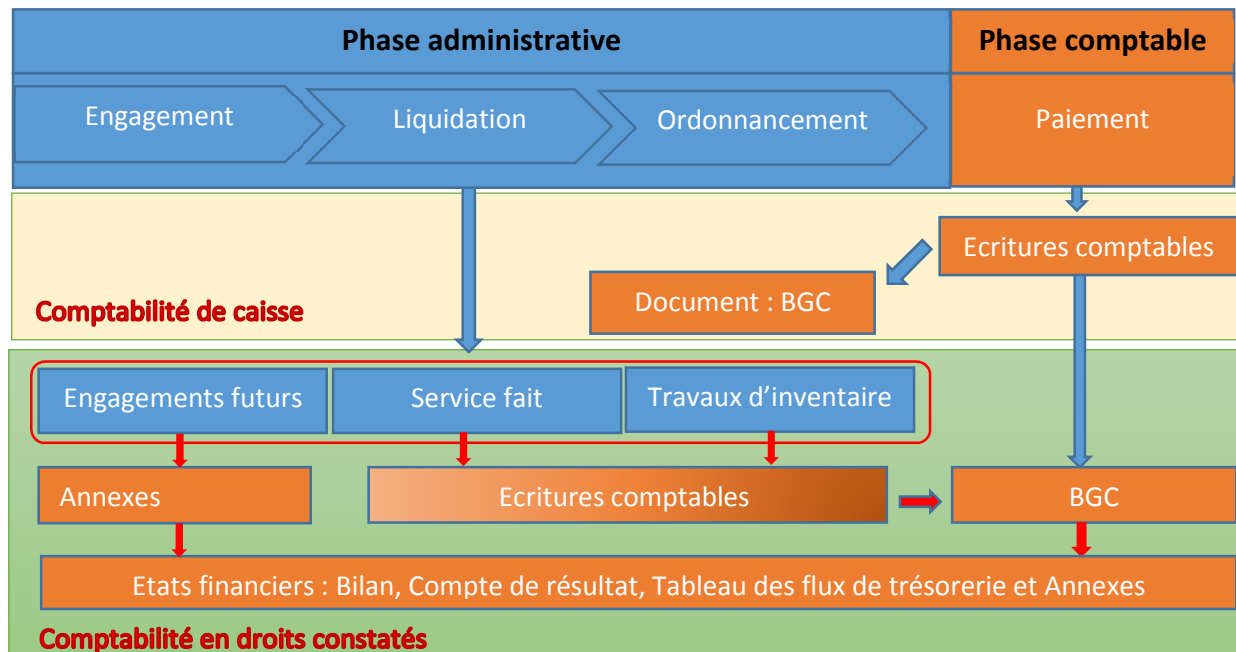 Phase administrative
Phase comptable
Engagement
Liquidation
Ordonnancement
Paiement
Ecritures comptables
Document : BGC
Comptabilité de caisse
Engagements futurs
Service fait
Travaux d’inventaire
Annexes
Ecritures comptables
BGC
Etats financiers : Bilan, Compte de résultat, Tableau des flux de trésorerie et Annexes
Comptabilité en droits constatés